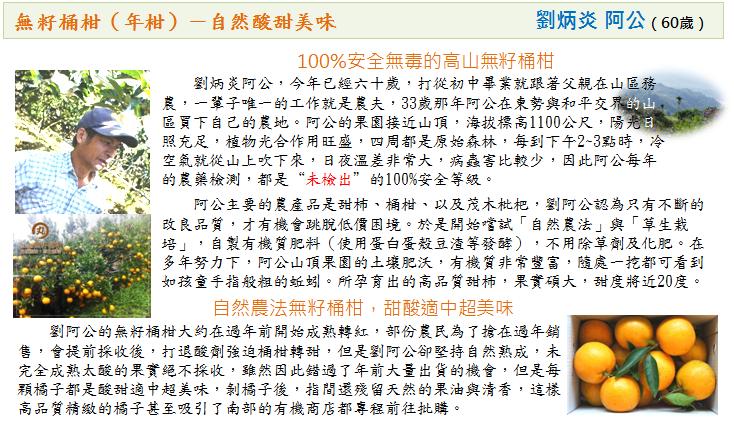 無籽桶柑（年柑）－自然酸甜美味
劉炳炎 阿公（60歲）
100%安全無毒的高山無籽桶柑
劉炳炎阿公，今年已經六十歲，打從初中畢業就跟著父親在山區務
農，一輩子唯一的工作就是農夫，33歲那年阿公在東勢與和平交界的山
區買下自己的農地。阿公的果園接近山頂，海拔標高1100公尺，陽光日
照充足，植物光合作用旺盛，四周都是原始森林，每到下午2~3點時，冷
空氣就從山上吹下來，日夜溫差非常大，病蟲害比較少，因此阿公每年
的農藥檢測，都是“未檢出”的100%安全等級。
阿公主要的農產品是甜柿、桶柑、以及茂木枇杷，劉阿公認為只有不斷的
改良品質，才有機會跳脫低價困境。於是開始嚐試「自然農法」與「草生栽
培」，自製有機質肥料（使用蛋白蛋殼豆渣等發酵），不用除草劑及化肥。在
多年努力下，阿公山頂果園的土壤肥沃，有機質非常豐富，隨處一挖都可看到
如孩童手指般粗的蚯蚓。所孕育出的高品質甜柿，果實碩大，甜度將近20度。
自然農法無籽桶柑，甜酸適中超美味
劉阿公的無籽桶柑大約在過年前開始成熟轉紅，部份農民為了搶在過年銷
售，會提前採收後，打退酸劑強迫桶柑轉甜，但是劉阿公卻堅持自然熟成，未
完全成熟太酸的果實絕不採收，雖然因此錯過了年前大量出貨的機會，但是每
顆橘子都是酸甜適中超美味，剝橘子後，指間還殘留天然的果油與清香，這樣
高品質精緻的橘子甚至吸引了南部的有機商店都專程前往批購。